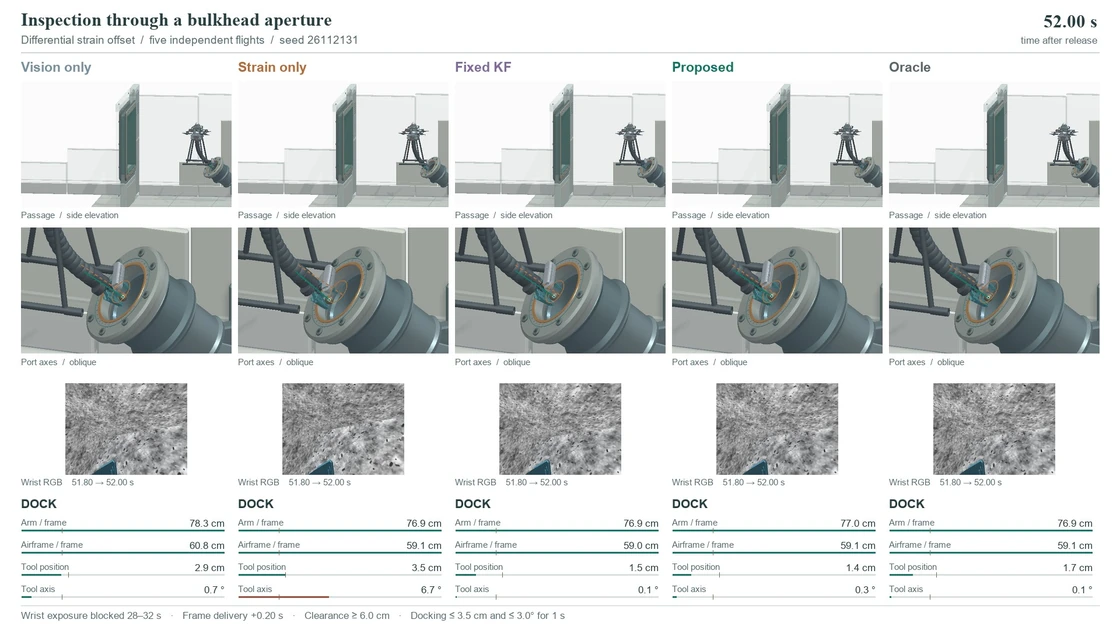 Inspection through a bulkhead aperture
52.00 s
Differential strain offset / five independent flights / seed 26112131
time after release
Vision only
Strain only
Fixed KF
Proposed
Oracle
Passage / side elevation
Passage / side elevation
Passage / side elevation
Passage / side elevation
Passage / side elevation
Port axes / oblique
Port axes / oblique
Port axes / oblique
Port axes / oblique
Port axes / oblique
Wrist RGB 51.80 → 52.00 s
Wrist RGB 51.80 → 52.00 s
Wrist RGB 51.80 → 52.00 s
Wrist RGB 51.80 → 52.00 s
Wrist RGB 51.80 → 52.00 s
DOCK
DOCK
DOCK
DOCK
DOCK
Arm / frame 78.3 cm
Arm / frame 76.9 cm
Arm / frame 76.9 cm
Arm / frame 77.0 cm
Arm / frame 76.9 cm
Airframe / frame 60.8 cm
Airframe / frame 59.1 cm
Airframe / frame 59.0 cm
Airframe / frame 59.1 cm
Airframe / frame 59.1 cm
Tool position 2.9 cm
Tool position 3.5 cm
Tool position 1.5 cm
Tool position 1.4 cm
Tool position 1.7 cm
Tool axis 0.7 °
Tool axis 6.7 °
Tool axis 0.1 °
Tool axis 0.3 °
Tool axis 0.1 °
Wrist exposure blocked 28–32 s · Frame delivery +0.20 s · Clearance ≥ 6.0 cm · Docking ≤ 3.5 cm and ≤ 3.0° for 1 s